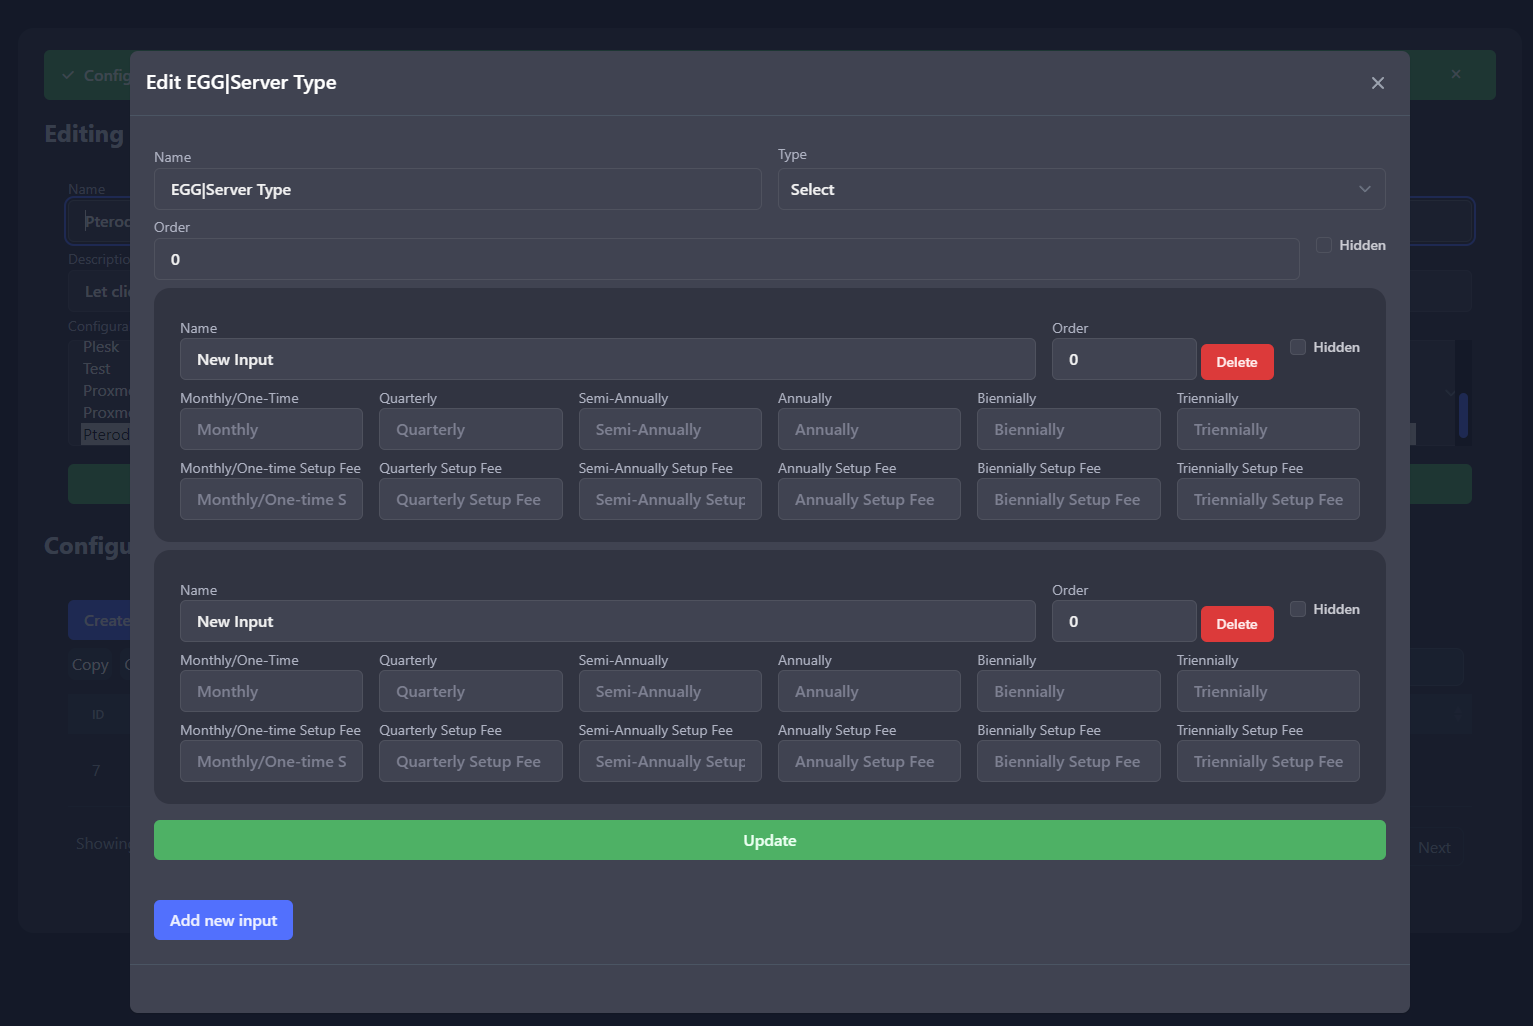 Config
Edit EGG|Server Type
Editing
Name
Type
Name
EGG|Server Type
Select
Pterod
Order
Hidden
0
Descriptio
Let clie
Configura
Plesk
Test
Proxmo
Proxmo
Pterod
Name
Order
New Input
0
Delete
Hidden
Monthly/One-Time
Quarterly
Semi-Annually
Annually
Biennially
Triennially
Monthly
Quarterly
Semi-Annually
Annually
Biennially
Triennially
Monthly/One-time Setup Fee
Quarterly Setup Fee
Semi-Annually Setup Fee
Annually Setup Fee
Biennially Setup Fee
Triennially Setup Fee
Monthly/One-time S
Quarterly Setup Fee
Semi-Annually Setup
Annually Setup Fee
Biennially Setup Fee
Triennially Setup Fee
Configu
Name
Order
New Input
0
Delete
Hidden
Create
Copy
ID
7
Monthly/One-Time
Quarterly
Semi-Annually
Annually
Biennially
Triennially
Monthly
Quarterly
Semi-Annually
Annually
Biennially
Triennially
Monthly/One-time Setup Fee
Quarterly Setup Fee
Semi-Annually Setup Fee
Annually Setup Fee
Biennially Setup Fee
Triennially Setup Fee
Monthly/One-time S
Quarterly Setup Fee
Semi-Annually Setup
Annually Setup Fee
Biennially Setup Fee
Triennially Setup Fee
Showing
Next
Update
Add new input